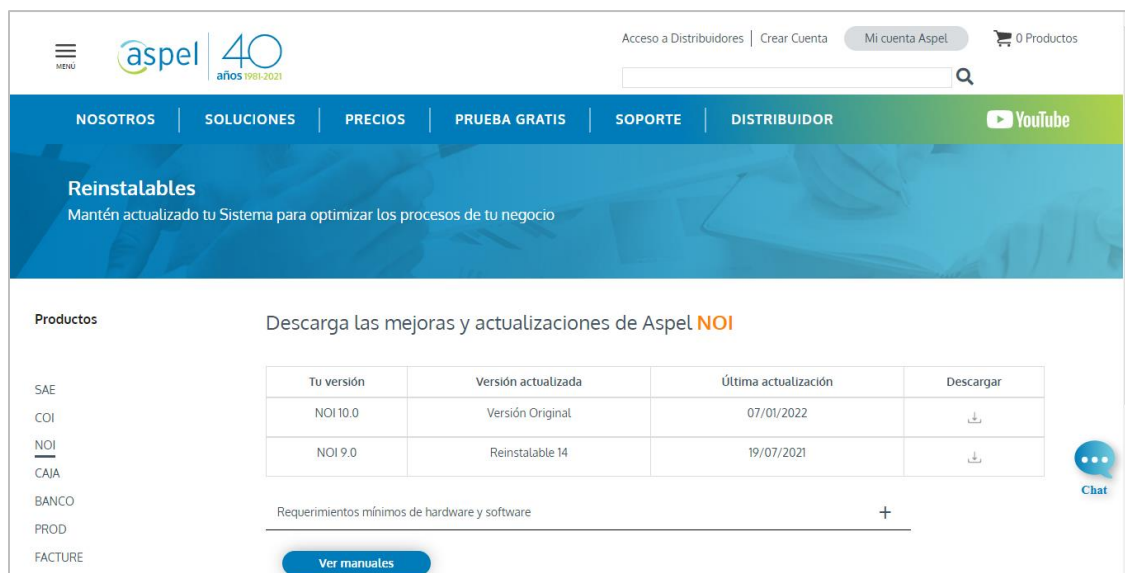 Acceso a Distribuidores | Crear Cuenta Mi cuenta Aspel 0 Productos
MENÚ
aspel 40
años 1981-2021
NOSOTROS SOLUCIONES PRECIOS PRUEBA GRATIS SOPORTE DISTRIBUIDOR YouTube
Reinstalables
Mantén actualizado tu Sistema para optimizar los procesos de tu negocio
Productos
SAE
COI
NOI
CAJA
BANCO
PROD
FACTURE
Descarga las mejoras y actualizaciones de Aspel NOI
Tu versión Versión actualizada Última actualización Descargar
NOI 10.0 Versión Original 07/01/2022
NOI 9.0 Reinstalable 14 19/07/2021
Requerimientos mínimos de hardware y software +
Ver manuales
Chat